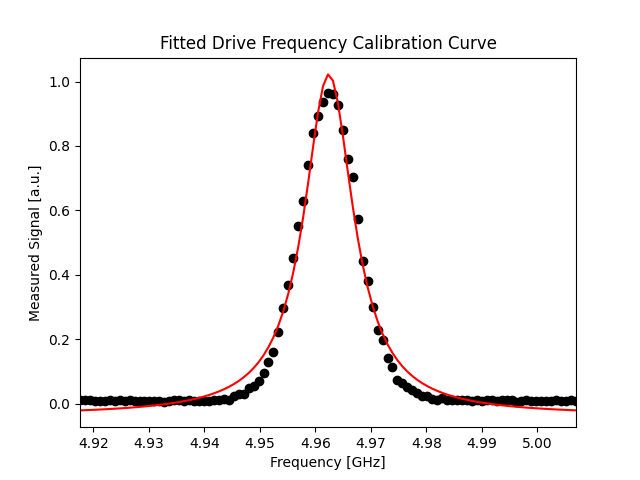 Fitted Drive Frequency Calibration Curve
Measured Signal [a.u.]
1.0
0.8
0.6
0.4
0.2
0.0
4.92 4.93 4.94 4.95 4.96 4.97 4.98 4.99 5.00
Frequency [GHz]